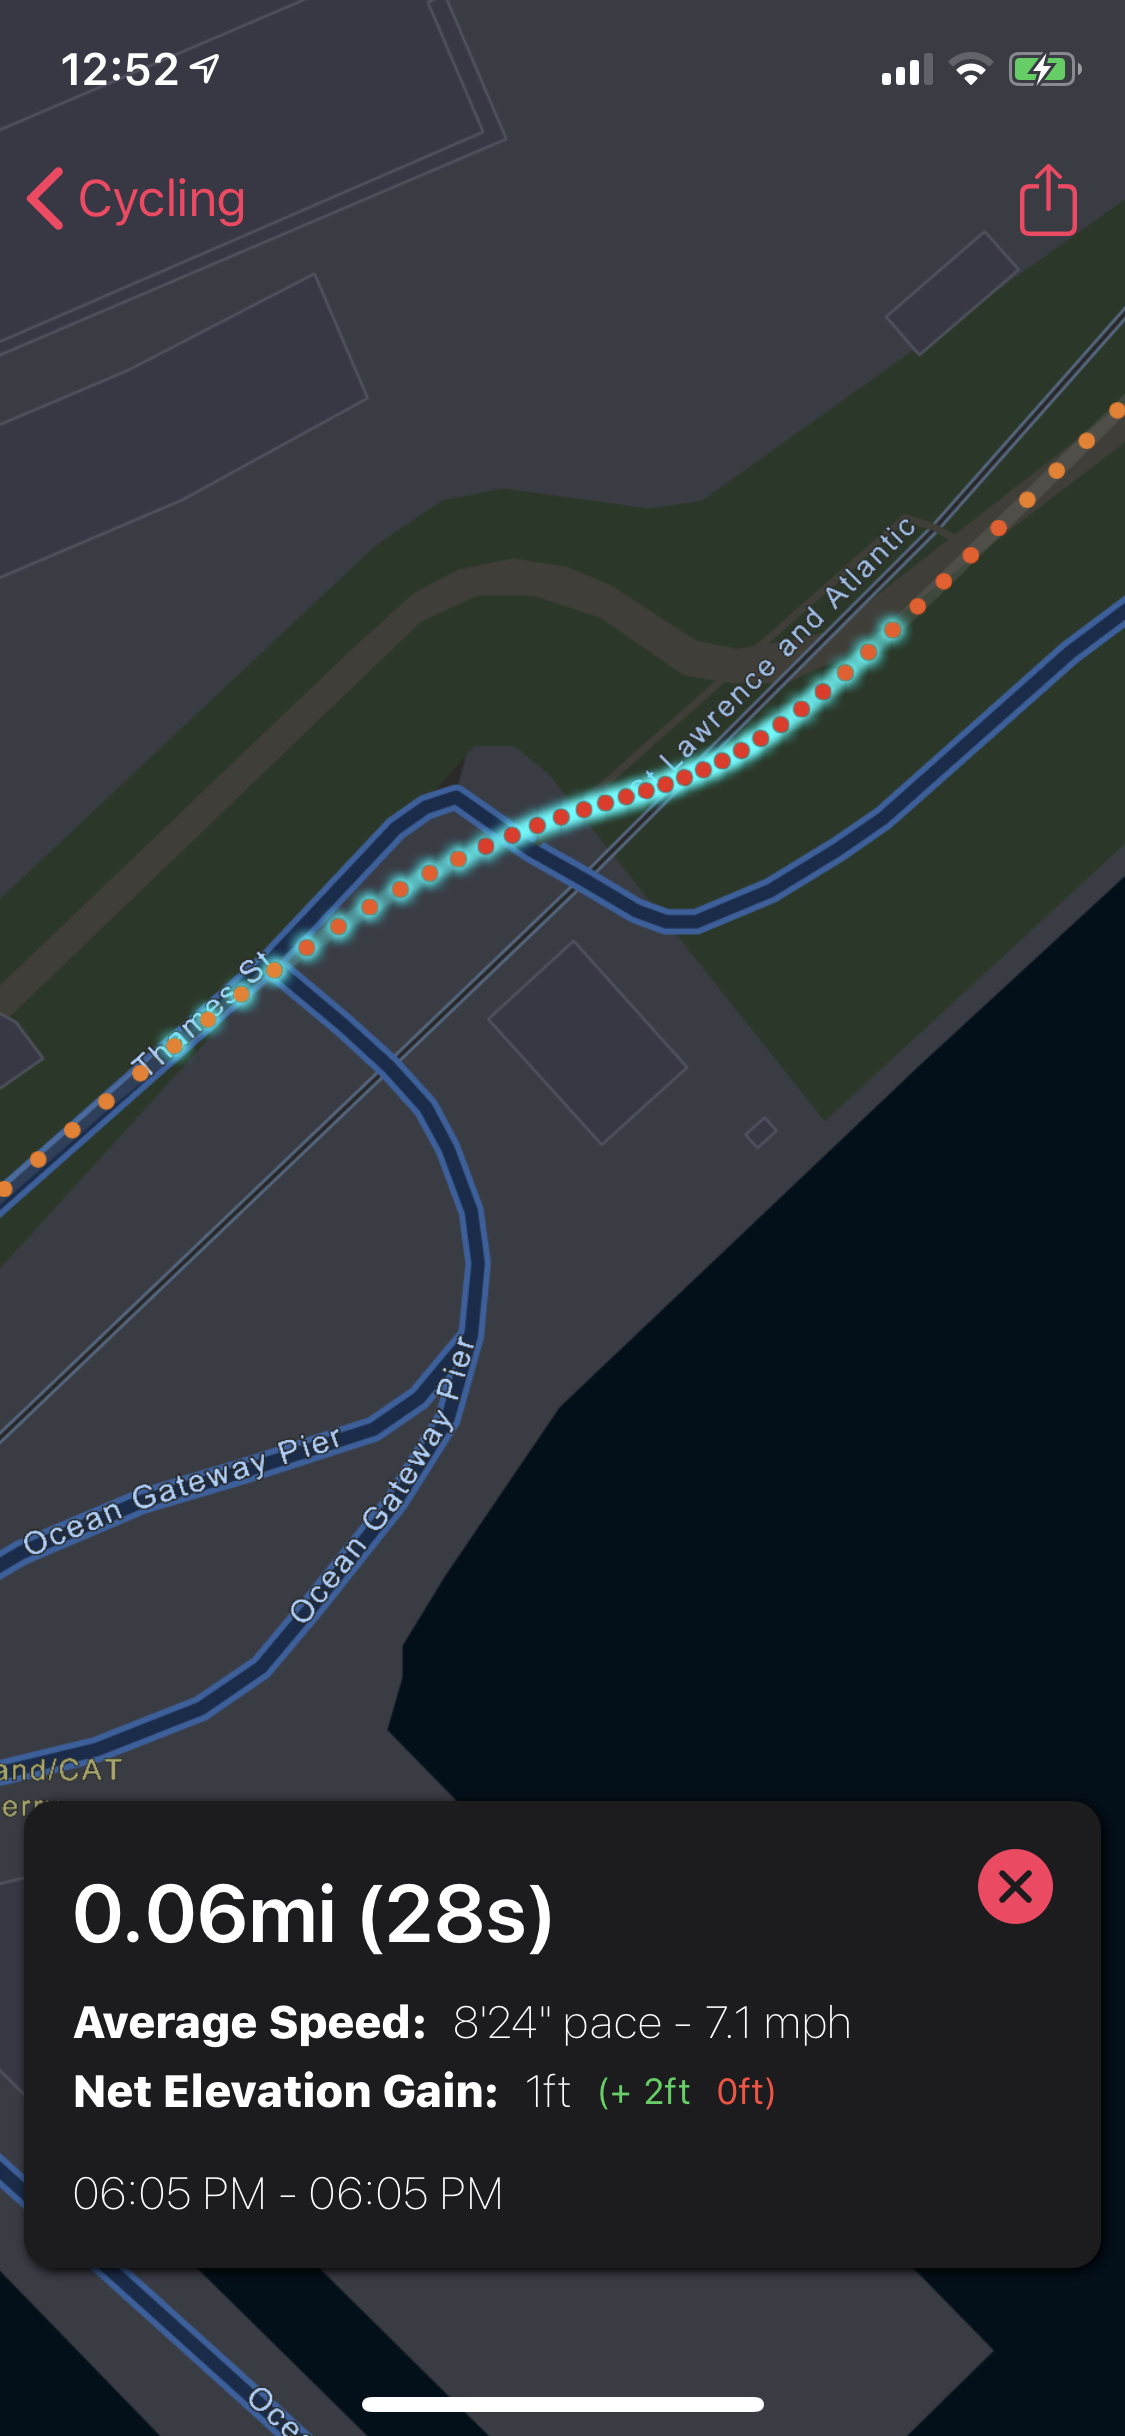 12:52
Cycling
St Lawrence and Atlantic
Thames St
Ocean Gateway Pier
Ocean Gateway Pier
and/CAT
0.06mi (28s)
Average Speed: 8'24" pace - 7.1 mph
Net Elevation Gain: 1ft (+ 2ft 0ft)
06:05 PM - 06:05 PM